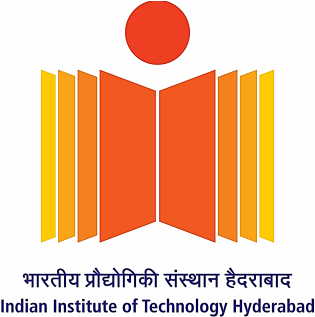 भारतीय प्रौद्योगिकी संस्थान हैदराबाद
Indian Institute of Technology Hyderabad